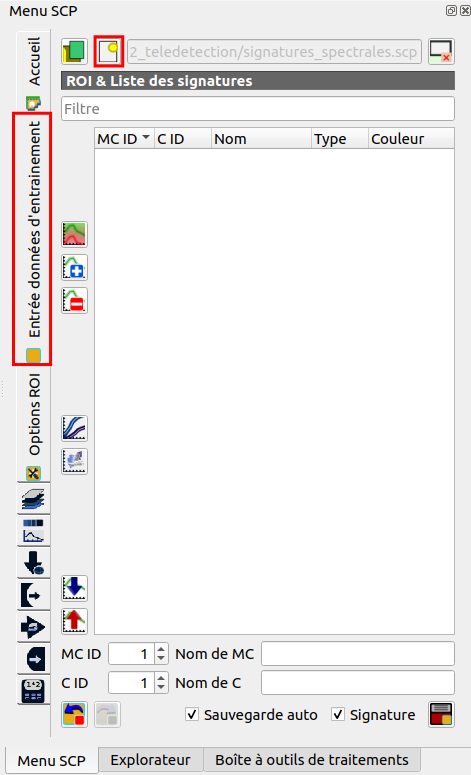 Menu SCP
Accueil
Entrée données d'entrainement
Options ROI
2_teledetection/signatures_spectrales.scp
ROI & Liste des signatures
Filtre
MC ID C ID Nom Type Couleur
MC ID 1 Nom de MC
C ID 1 Nom de C
Sauvegarde auto Signature
Menu SCP Explorateur Boîte à outils de traitements